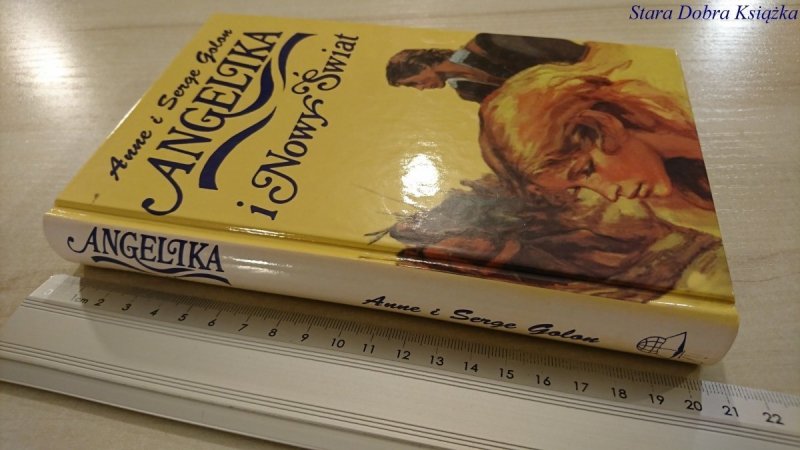 Stara Dobra Książka
Anne i Serge Golon
ANGELIKA
i Nowy Świat
ANGELIKA
Anne i Serge Golon
1cm 2 3 4 5 6 7 8 9 10 11 12 13 14 15 16 17 18 19 20 21 22